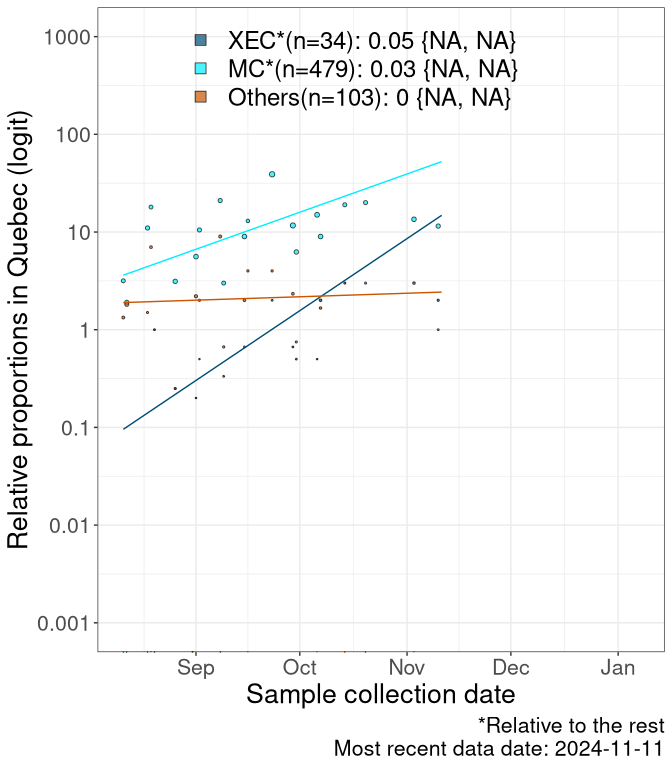 XEC*(n=34): 0.05 {NA, NA}
MC*(n=479): 0.03 {NA, NA}
Others(n=103): 0 {NA, NA}
Relative proportions in Quebec (logit)
1000
100
10
1
0.1
0.01
0.001
Sep Oct Nov Dec Jan
Sample collection date
*Relative to the rest
Most recent data date: 2024-11-11